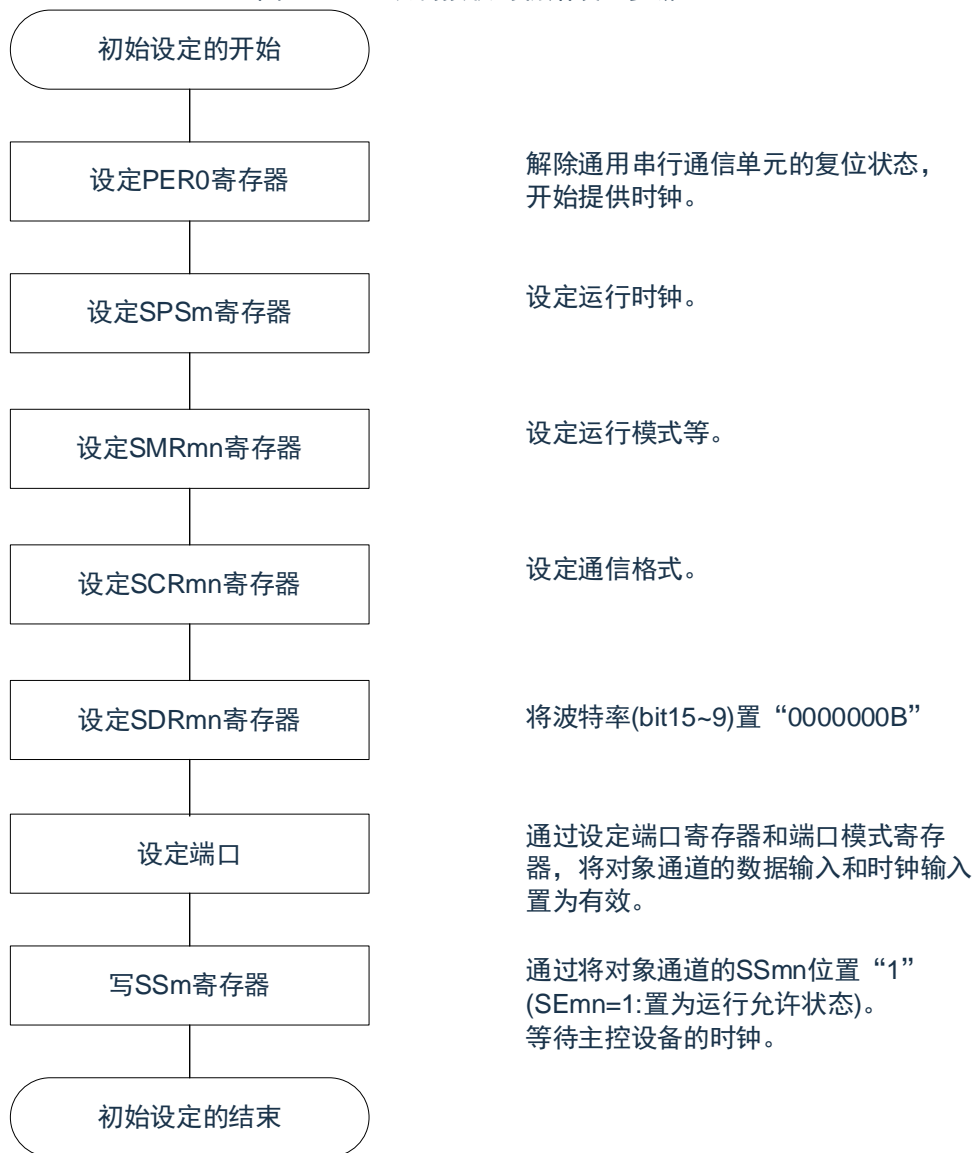 初始设定的开始
设定PER0寄存器
解除通用串行通信单元的复位状态，
开始提供时钟。
设定SPSm寄存器
设定运行时钟。
设定SMRmn寄存器
设定运行模式等。
设定SCRmn寄存器
设定通信格式。
设定SDRmn寄存器
将波特率(bit15~9)置“0000000B”
设定端口
通过设定端口寄存器和端口模式寄存
器，将对象通道的数据输入和时钟输入
置为有效。
写SSm寄存器
通过将对象通道的SSmn位置“1”
(SEmn=1:置为运行允许状态)。
等待主控设备的时钟。
初始设定的结束